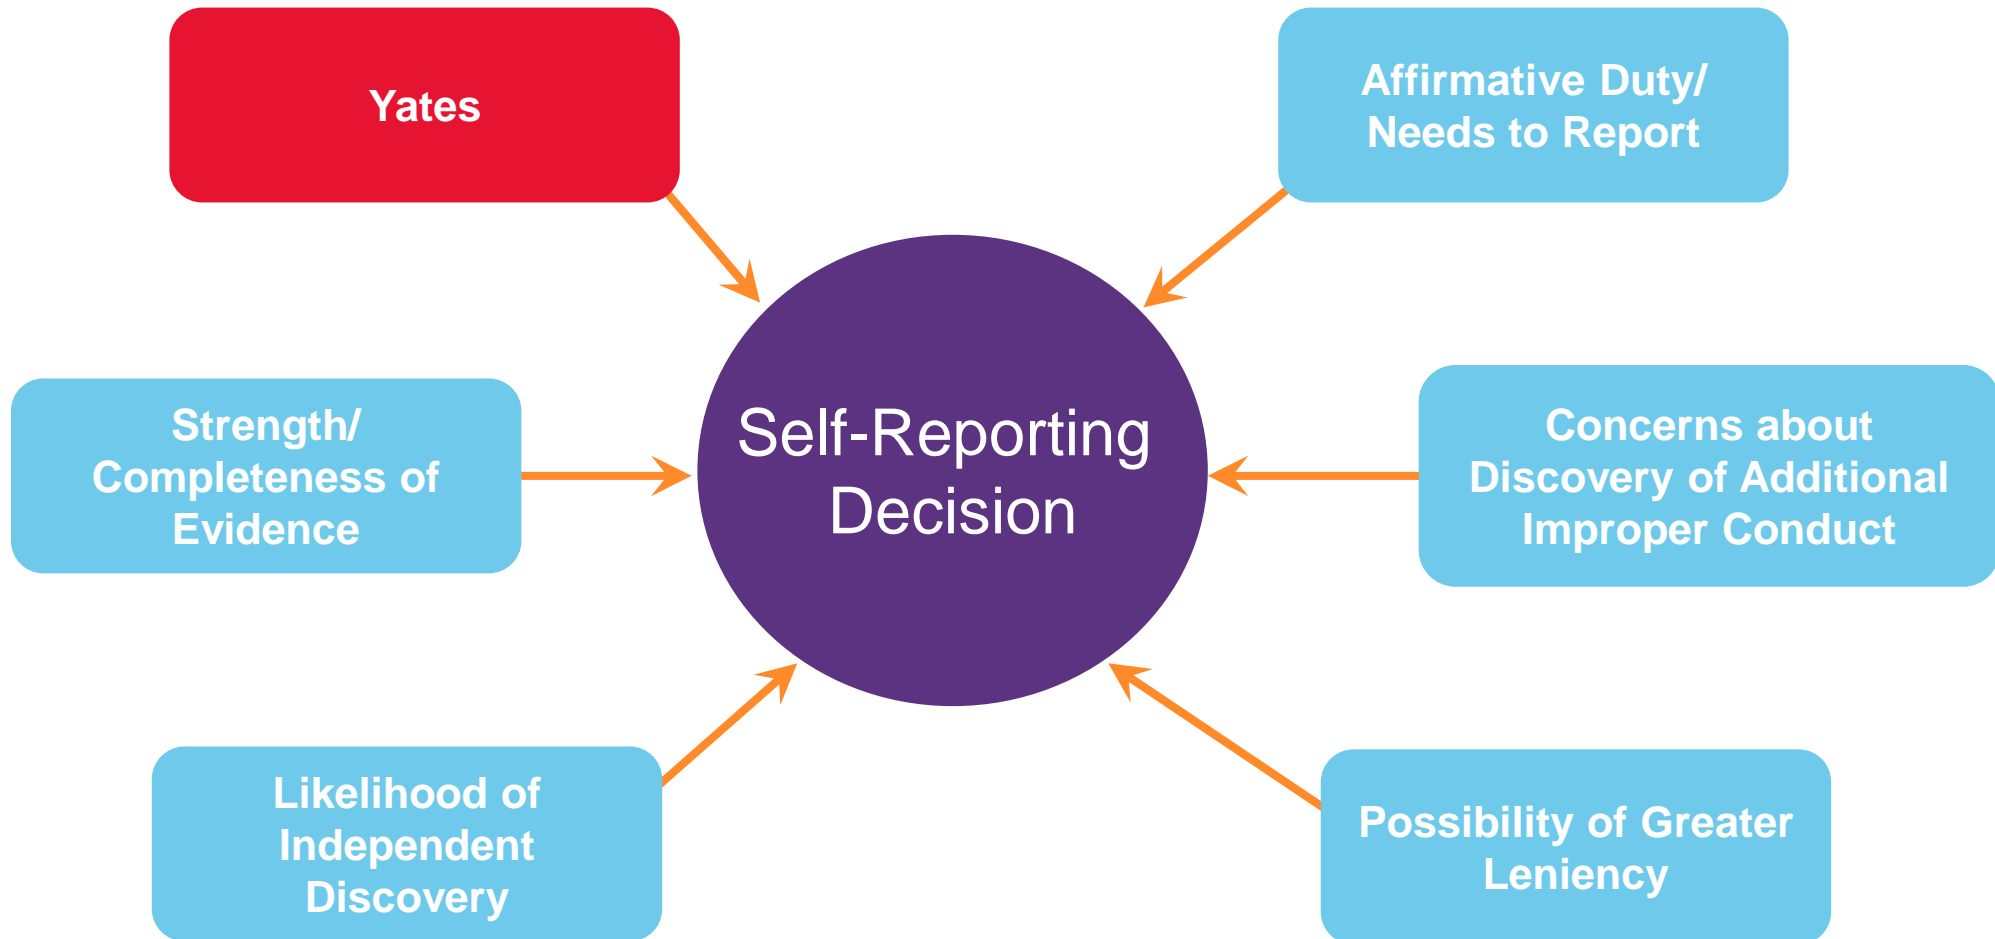 Yates
Affirmative Duty/
Needs to Report
Strength/
Completeness of
Evidence
Self-Reporting
Decision
Concerns about
Discovery of Additional
Improper Conduct
Likelihood of
Independent
Discovery
Possibility of Greater
Leniency